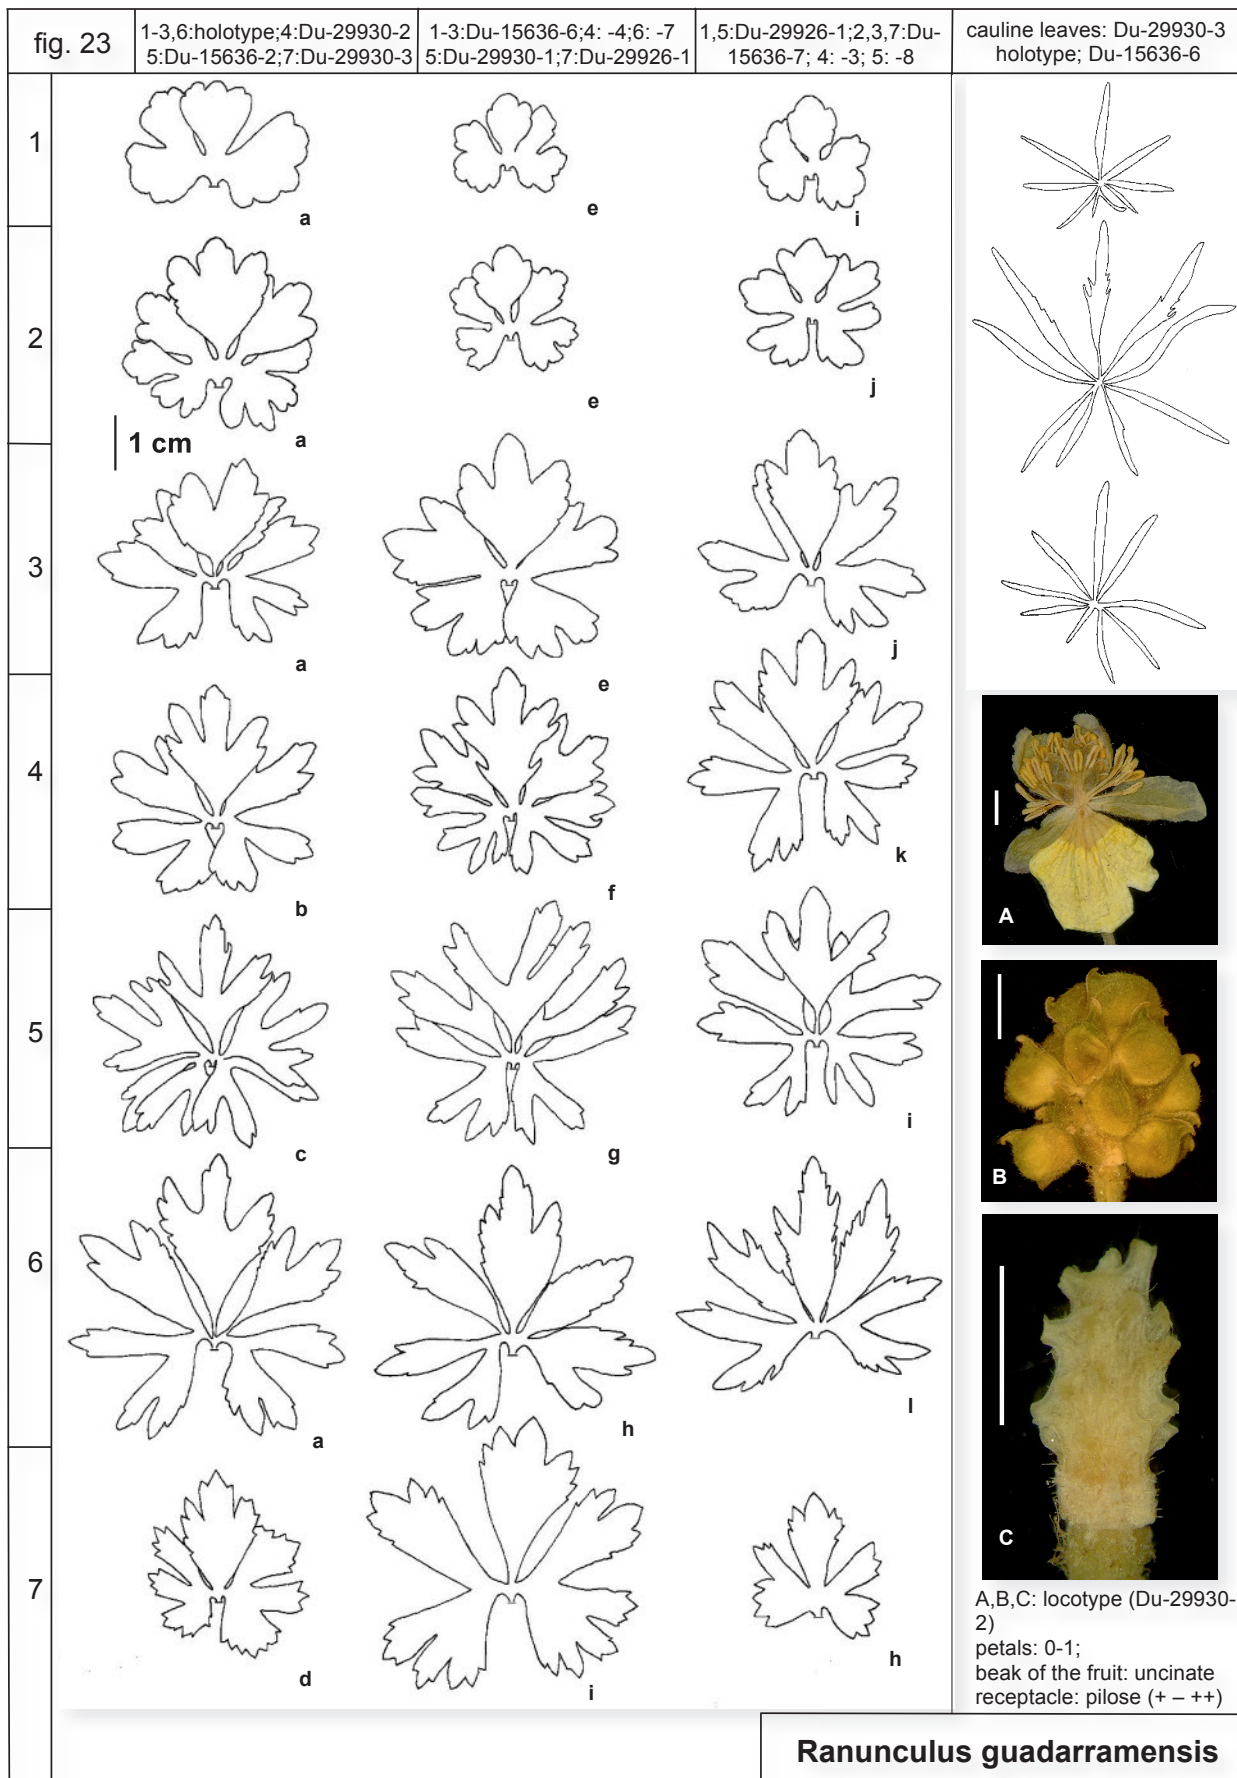 fig. 23
1-3,6:holotype;4:Du-29930-2
5:Du-15636-2;7:Du-29930-3
1-3:Du-15636-6;4: -4;6: -7
5:Du-29930-1;7:Du-29926-1
1,5:Du-29926-1;2,3,7:Du-
15636-7; 4: -3; 5: -8
cauline leaves: Du-29930-3
holotype; Du-15636-6
1
a
e
i
2
a
e
j
1 cm
3
a
e
j
4
b
f
k
5
c
g
i
6
a
h
l
7
d
i
h
A
B
C
A,B,C: locotype (Du-29930-
2)
petals: 0-1;
beak of the fruit: uncinate
receptacle: pilose (+ – ++)
Ranunculus guadarramensis